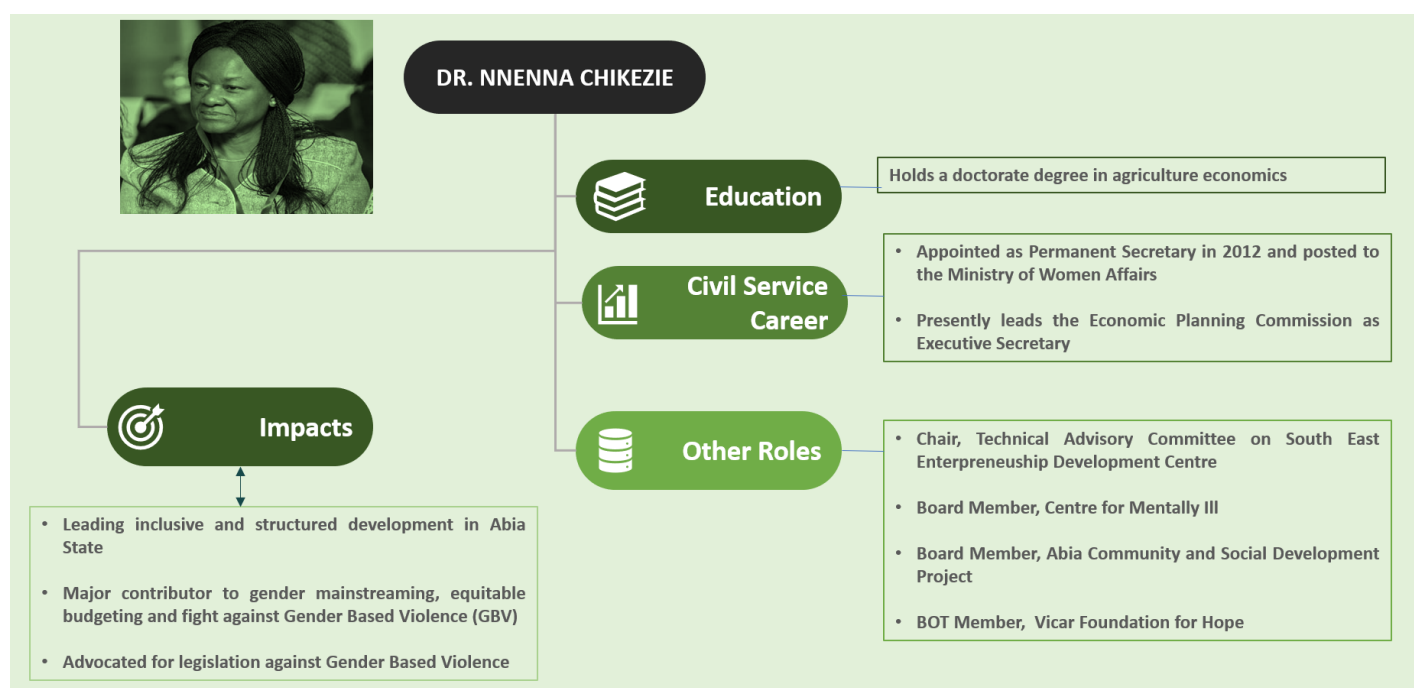 DR. NNENNA CHIKEZIE
Education
Holds a doctorate degree in agriculture economics
Civil Service
Career
• Appointed as Permanent Secretary in 2012 and posted to
the Ministry of Women Affairs
• Presently leads the Economic Planning Commission as
Executive Secretary
Other Roles
• Chair, Technical Advisory Committee on South East
Enterpreneuship Development Centre
• Board Member, Centre for Mentally Ill
• Board Member, Abia Community and Social Development
Project
• BOT Member, Vicar Foundation for Hope
Impacts
• Leading inclusive and structured development in Abia
State
• Major contributor to gender mainstreaming, equitable
budgeting and fight against Gender Based Violence (GBV)
• Advocated for legislation against Gender Based Violence